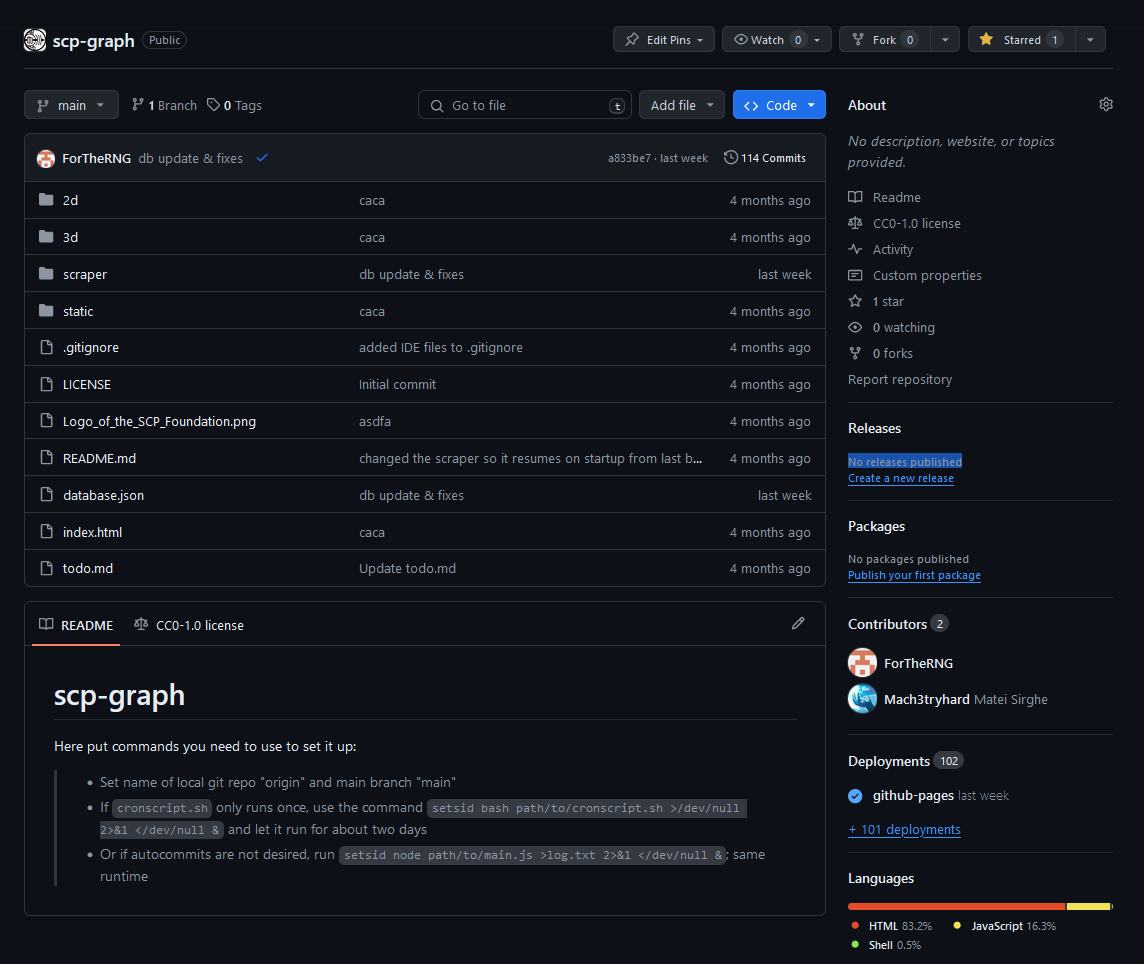 scp-graph Public
Edit Pins Watch 0 Fork 0 Starred 1
main 1 Branch 0 Tags
Go to file t Add file Code
ForTheRNG db update & fixes
a833be7 · last week 114 Commits
2d caca 4 months ago
3d caca 4 months ago
scraper db update & fixes last week
static caca 4 months ago
.gitignore added IDE files to .gitignore 4 months ago
LICENSE Initial commit 4 months ago
Logo_of_the_SCP_Foundation.png asdfa 4 months ago
README.md changed the scraper so it resumes on startup from last b... 4 months ago
database.json db update & fixes last week
index.html caca 4 months ago
todo.md Update todo.md 4 months ago
README CC0-1.0 license
scp-graph
Here put commands you need to use to set it up:
• Set name of local git repo "origin" and main branch "main"
• If cronscript.sh only runs once, use the command setsid bash path/to/cronscript.sh >/dev/null
2>&1 </dev/null & and let it run for about two days
• Or if autocommits are not desired, run setsid node path/to/main.js >log.txt 2>&1 </dev/null &; same
runtime
About
No description, website, or topics
provided.
Readme
CC0-1.0 license
Activity
Custom properties
1 star
0 watching
0 forks
Report repository
Releases
No releases published
Create a new release
Packages
No packages published
Publish your first package
Contributors 2
ForTheRNG
Mach3tryhard Matei Sirghe
Deployments 102
github-pages last week
+ 101 deployments
Languages
HTML 83.2% JavaScript 16.3%
Shell 0.5%